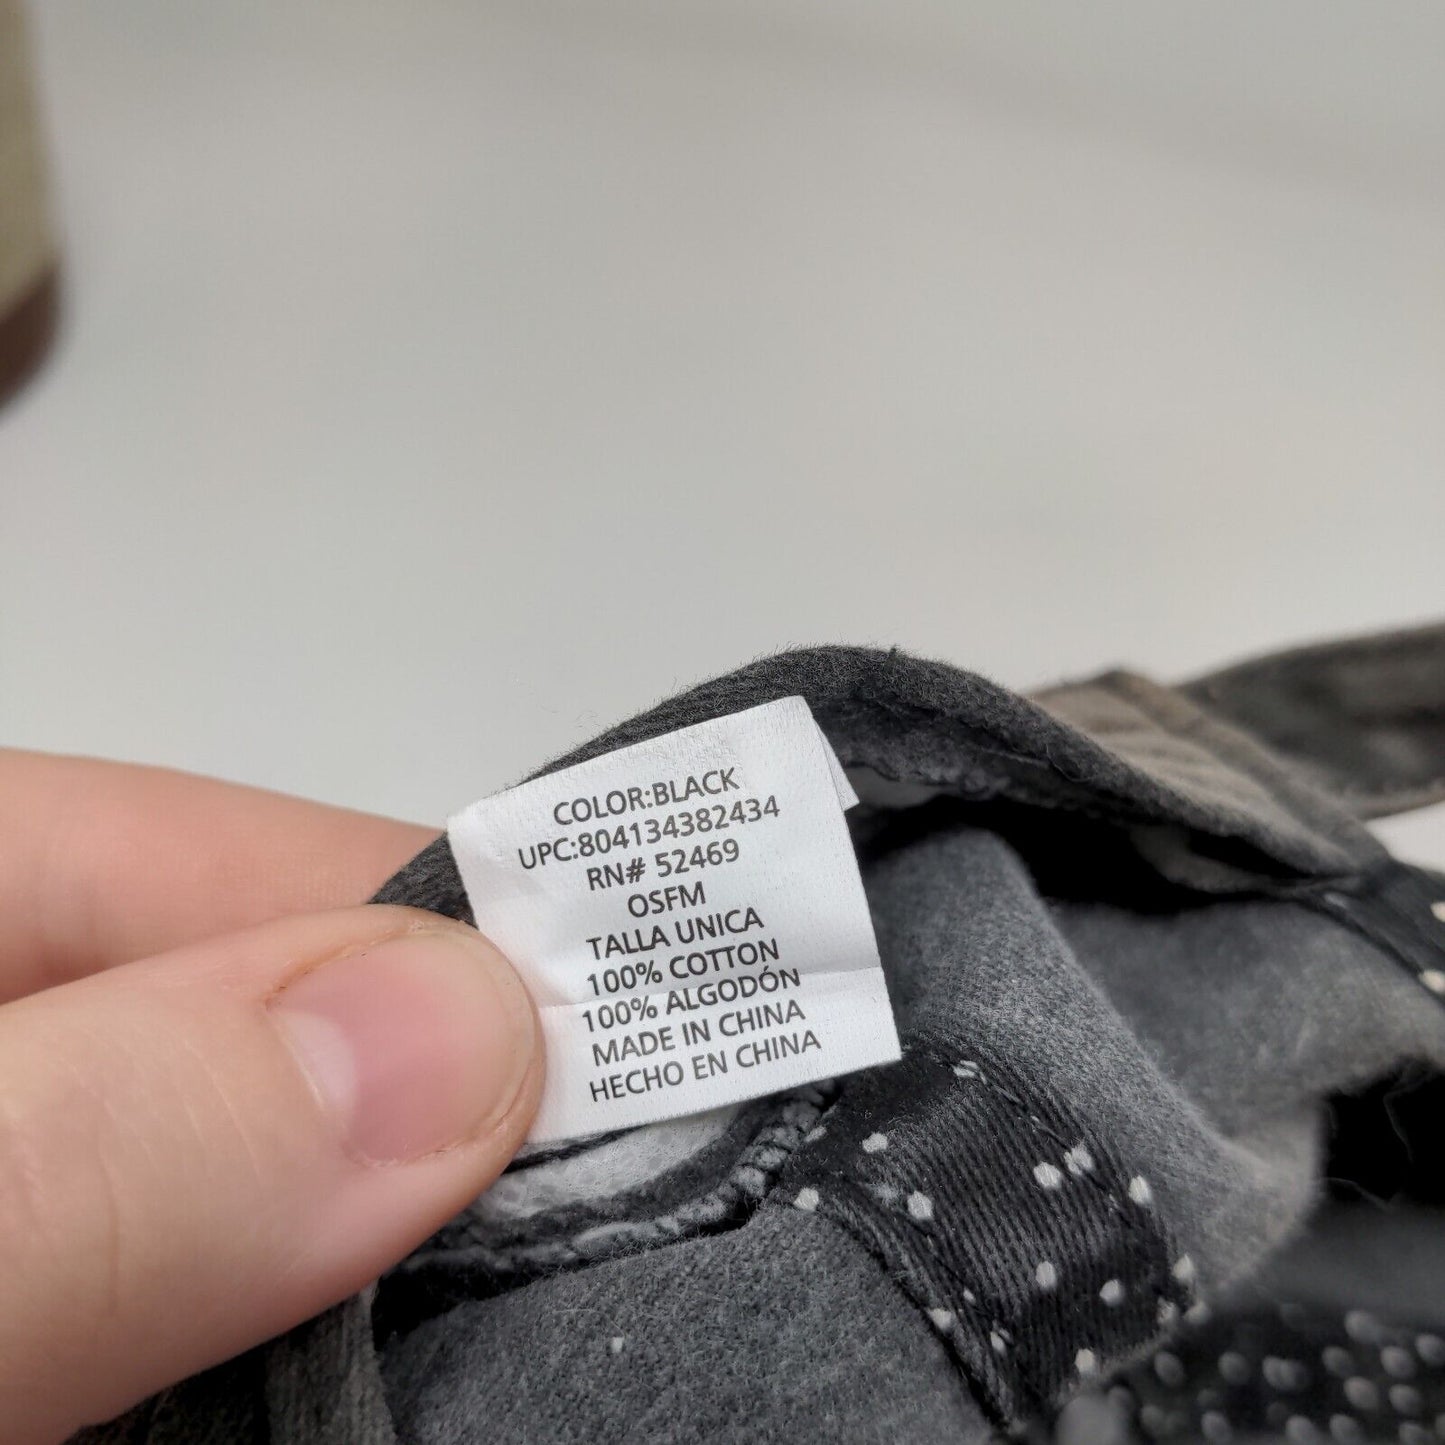 COLOR:BLACK
UPC:804134382434
RN# 52469
OSFM
TALLA UNICA
100% COTTON
100% ALGODÓN
MADE IN CHINA
HECHO EN CHINA